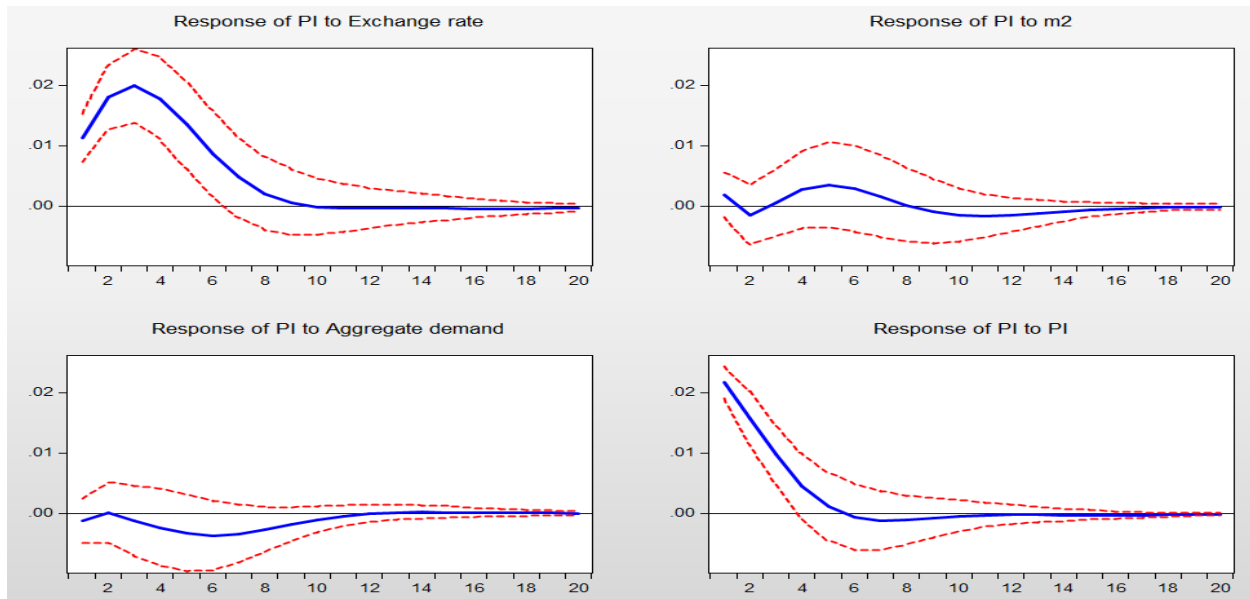 Response of PI to Exchange rate
.02
.01
.00
2 4 6 8 10 12 14 16 18 20
Response of PI to m2
.02
.01
.00
2 4 6 8 10 12 14 16 18 20
Response of PI to Aggregate demand
.02
.01
.00
2 4 6 8 10 12 14 16 18 20
Response of PI to PI
.02
.01
.00
2 4 6 8 10 12 14 16 18 20